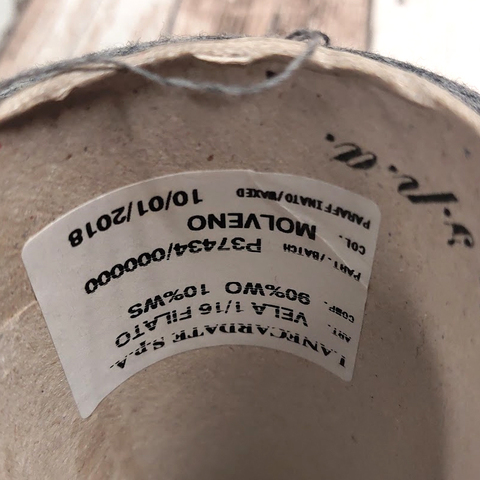 LANECARDATE S.P.A.
ART. VELA 1/16 FILATO
COMP. 90%WO 10%WS
PART./BATCH P37434/000000
COL. MOLVENO
PARAFFINATO/WAXED 10/01/2018
s.p.a.